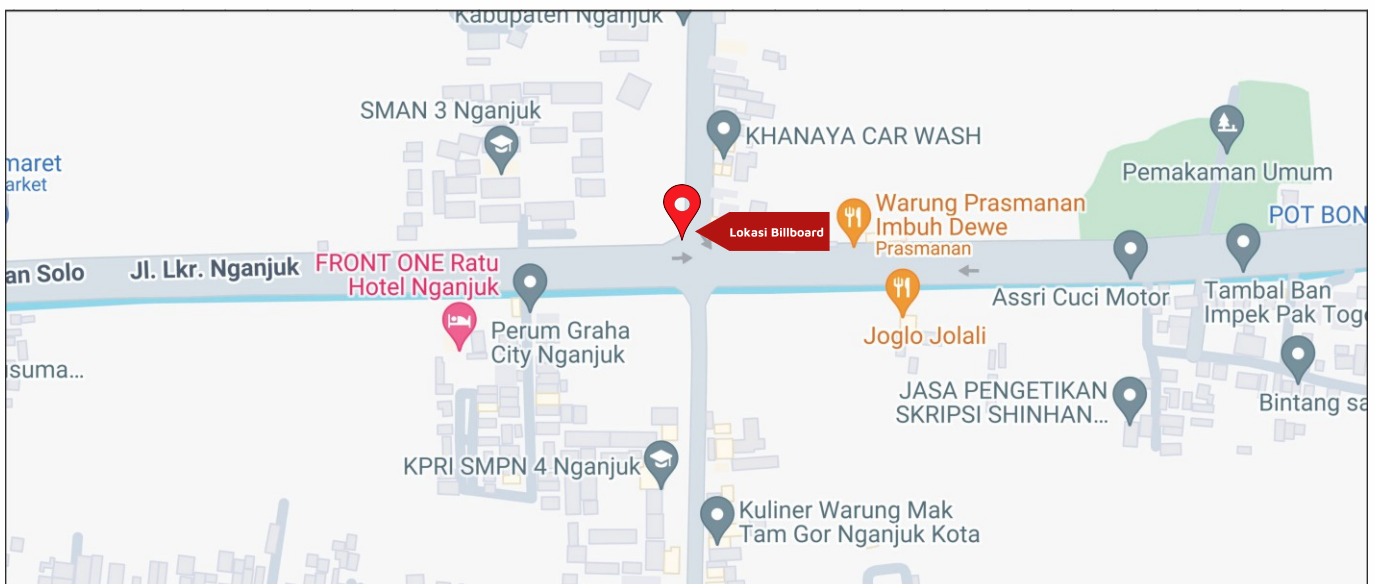 Kabupaten Nganjuk
SMAN 3 Nganjuk
KHANAYA CAR WASH
maret
arket
Pemakaman Umum
Warung Prasmanan
Imbuh Dewe
Prasmanan
POT BON
Lokasi Billboard
an Solo
Jl. Lkr. Nganjuk
FRONT ONE Ratu
Hotel Nganjuk
Assri Cuci Motor
Tambal Ban
Impek Pak Toge
Perum Graha
City Nganjuk
Joglo Jolali
suma...
JASA PENGETIKAN
SKRIPSI SHINHAN...
Bintang sa
KPRI SMPN 4 Nganjuk
Kuliner Warung Mak
Tam Gor Nganjuk Kota